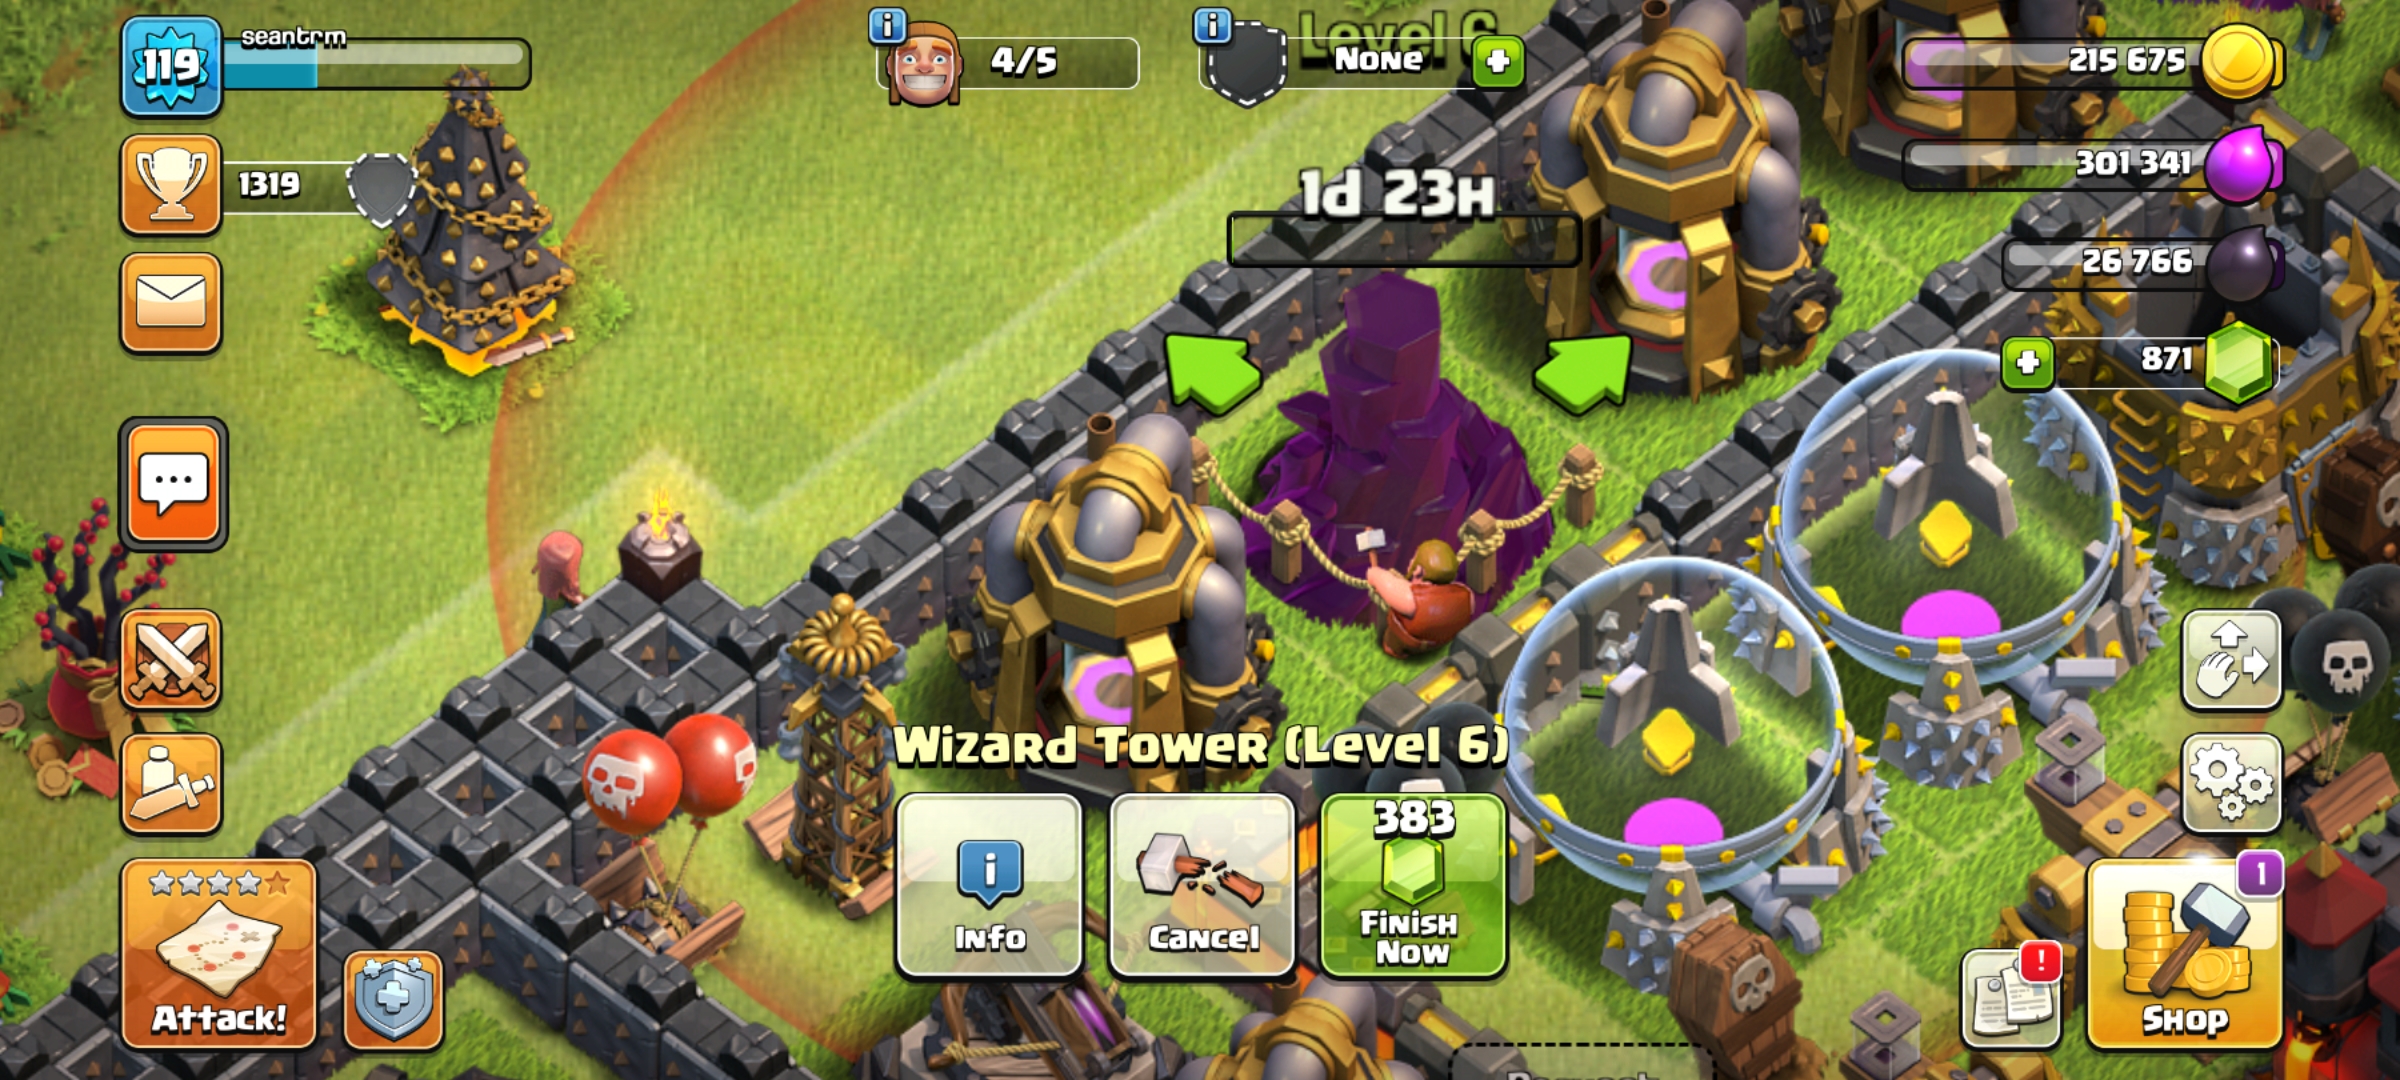 119
seantrm
4/5
Level 6
None
215 675
1319
1d 23H
301 341
26 766
871
Wizard Tower (Level 6)
383
Info
Cancel
Finish
Now
1
Attack!
!
Shop
Request